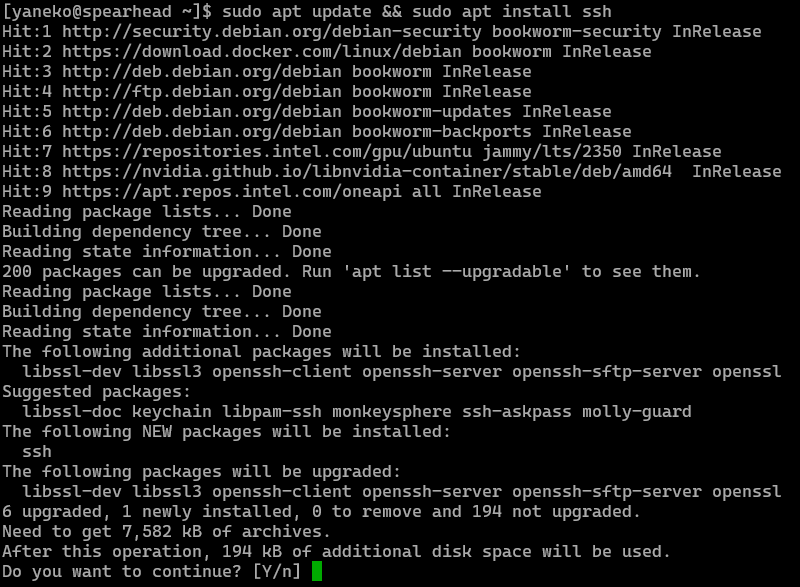 [yaneko@spearhead ~]$ sudo apt update && sudo apt install ssh
Hit:1 http://security.debian.org/debian-security bookworm-security InRelease
Hit:2 https://download.docker.com/linux/debian bookworm InRelease
Hit:3 http://deb.debian.org/debian bookworm InRelease
Hit:4 http://ftp.debian.org/debian bookworm InRelease
Hit:5 http://deb.debian.org/debian bookworm-updates InRelease
Hit:6 http://deb.debian.org/debian bookworm-backports InRelease
Hit:7 https://repositories.intel.com/gpu/ubuntu jammy/lts/2350 InRelease
Hit:8 https://nvidia.github.io/libnvidia-container/stable/deb/amd64  InRelease
Hit:9 https://apt.repos.intel.com/oneapi all InRelease
Reading package lists... Done
Building dependency tree... Done
Reading state information... Done
200 packages can be upgraded. Run 'apt list --upgradable' to see them.
Reading package lists... Done
Building dependency tree... Done
Reading state information... Done
The following additional packages will be installed:
  libssl-dev libssl3 openssh-client openssh-server openssh-sftp-server openssl
Suggested packages:
  libssl-doc keychain libpam-ssh monkeysphere ssh-askpass molly-guard
The following NEW packages will be installed:
  ssh
The following packages will be upgraded:
  libssl-dev libssl3 openssh-client openssh-server openssh-sftp-server openssl
6 upgraded, 1 newly installed, 0 to remove and 194 not upgraded.
Need to get 7,582 kB of archives.
After this operation, 194 kB of additional disk space will be used.
Do you want to continue? [Y/n]